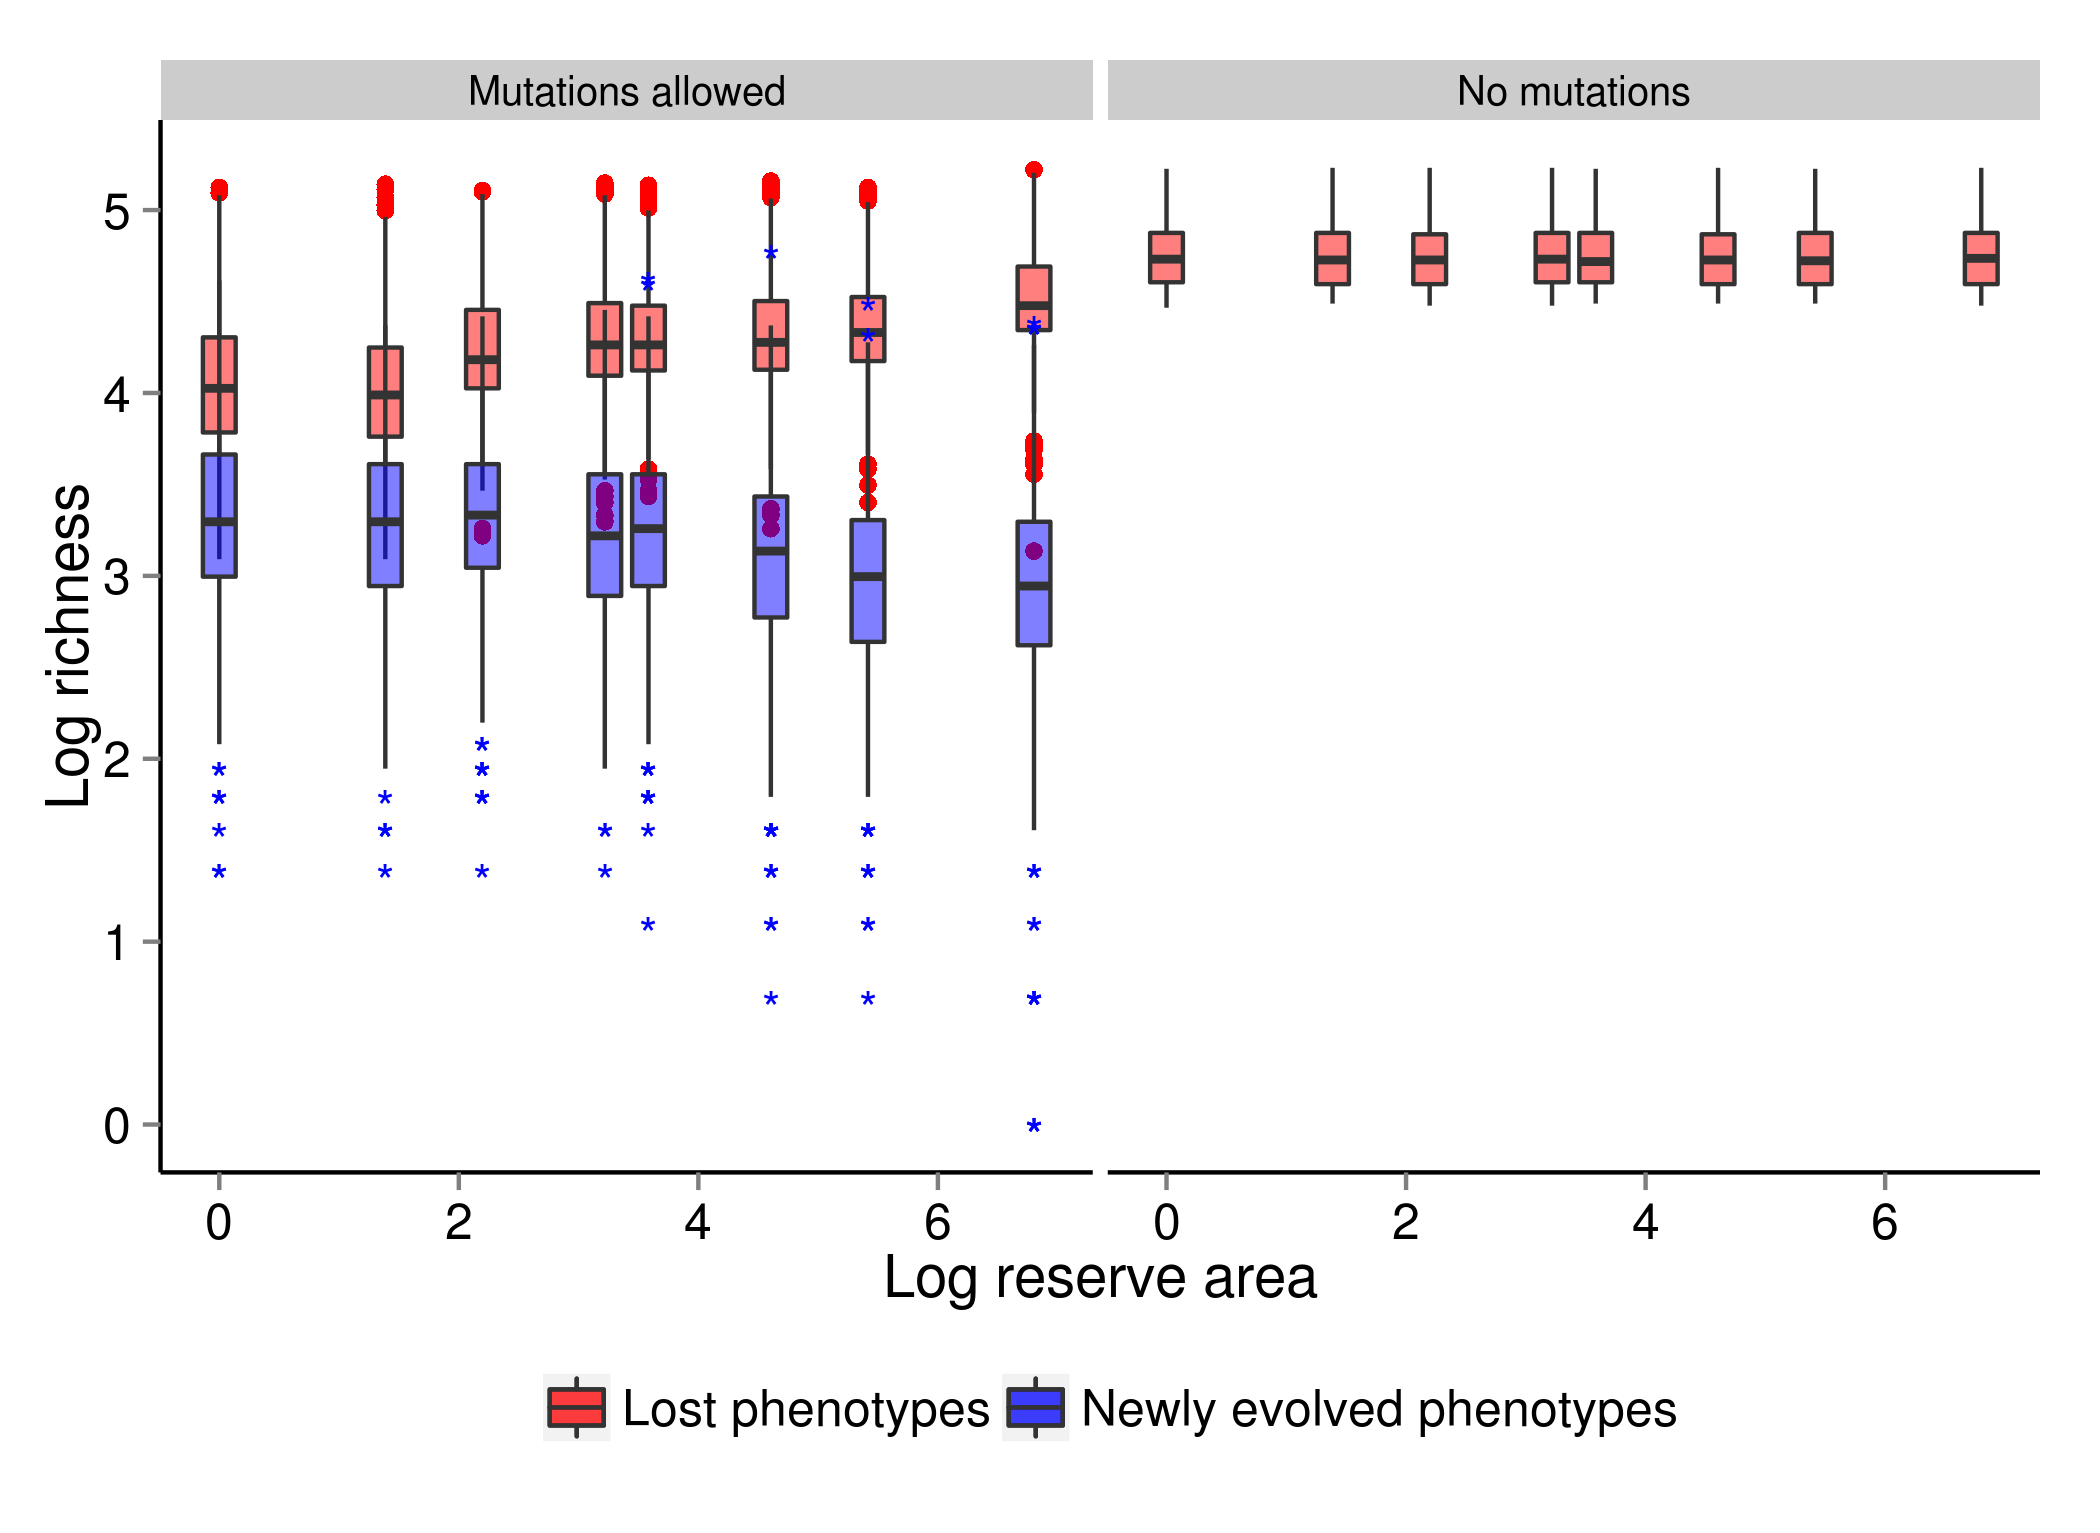 Mutations allowed
No mutations
Log richness
5
4
3
2
1
0
0 2 4 6
0 2 4 6
Log reserve area
Lost phenotypes
Newly evolved phenotypes